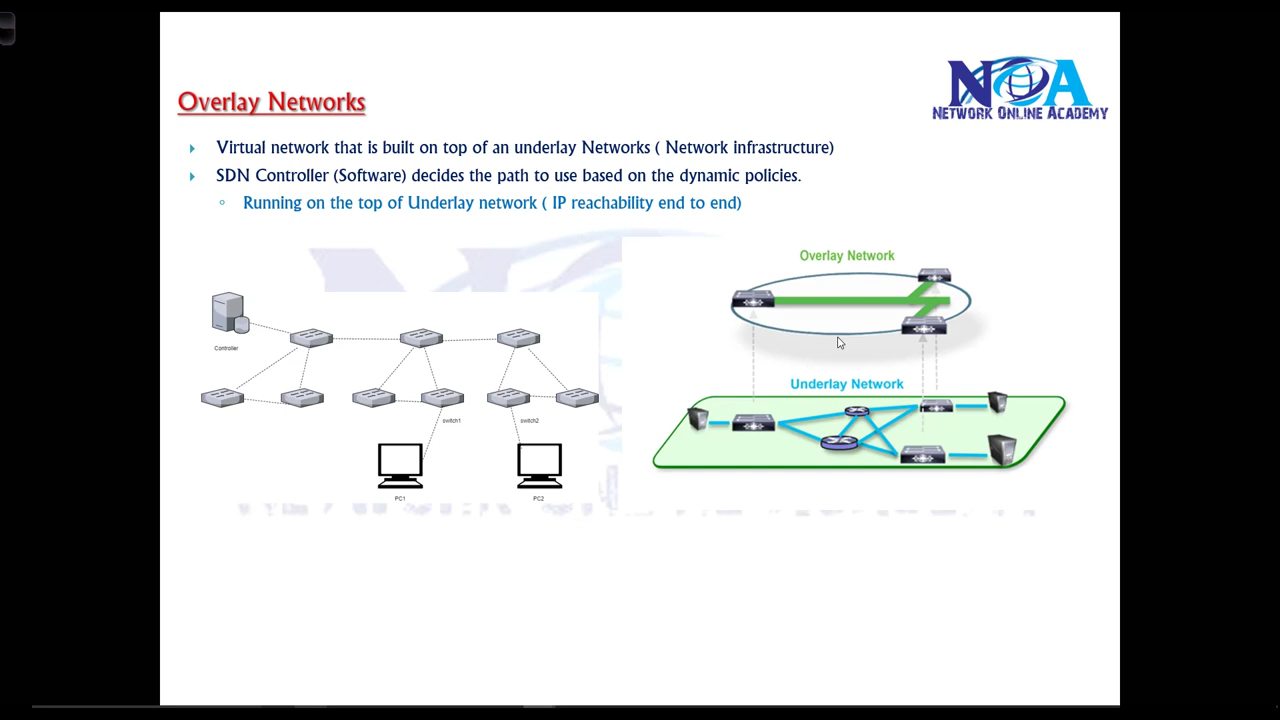 NOA
NETWORK ONLINE ACADEMY
Overlay Networks
Virtual network that is built on top of an underlay Networks ( Network infrastructure)
SDN Controller (Software) decides the path to use based on the dynamic policies.
Running on the top of Underlay network ( IP reachability end to end)
Controller
switch1
switch2
PC1
PC2
Overlay Network
Underlay Network